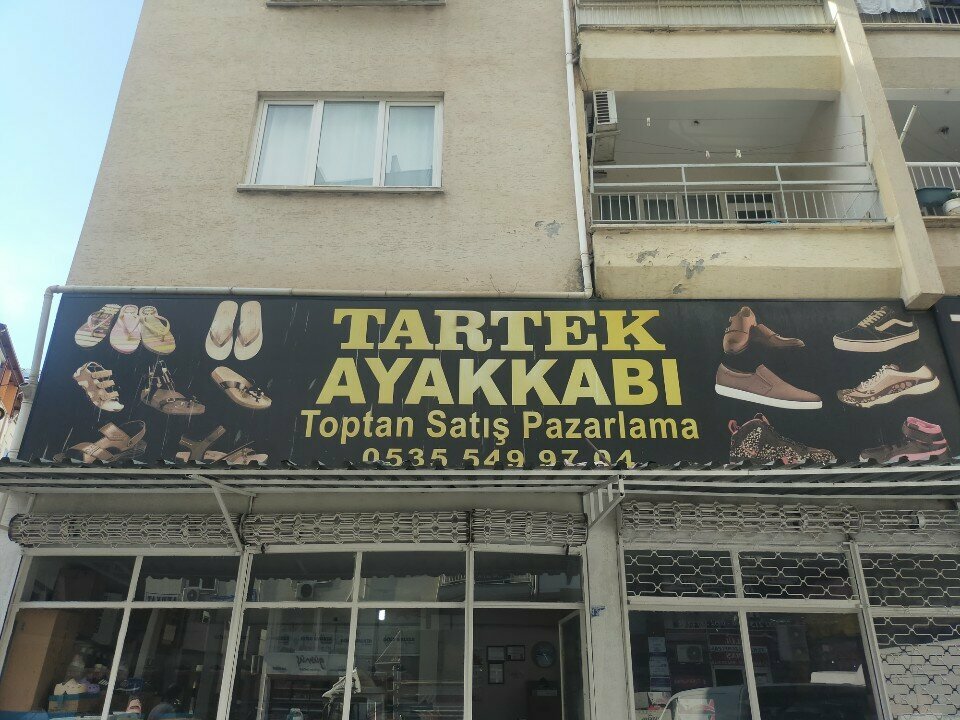 TARTEK
AYAKKABI
Toptan Satış Pazarlama
0535 549 97 04